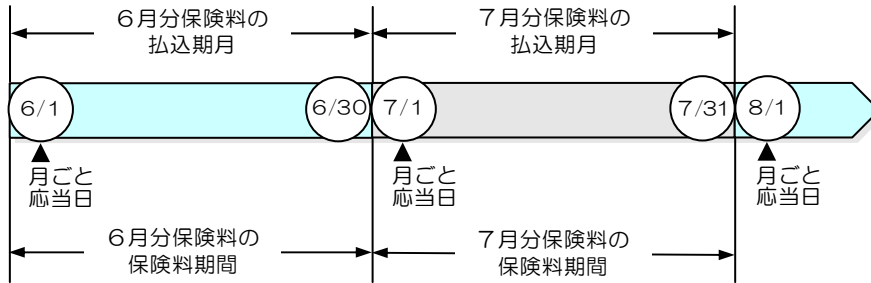 ６月分保険料の
払込期月
７月分保険料の
払込期月
6/1
6/30
7/1
7/31
8/1
月ごと
応当日
月ごと
応当日
月ごと
応当日
６月分保険料の
保険料期間
７月分保険料の
保険料期間